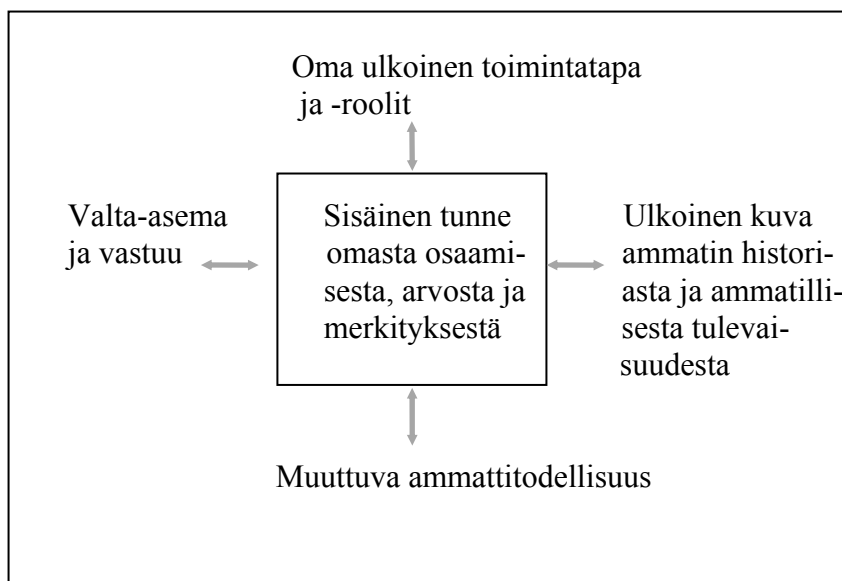 Oma ulkoinen toimintatapa
ja -roolit
Valta-asema
ja vastuu
Sisäinen tunne
omasta osaami-
sesta, arvosta ja
merkityksestä
Ulkoinen kuva
ammatin histori-
asta ja ammatilli-
sesta tulevai-
suudesta
Muuttuva ammattitodellisuus